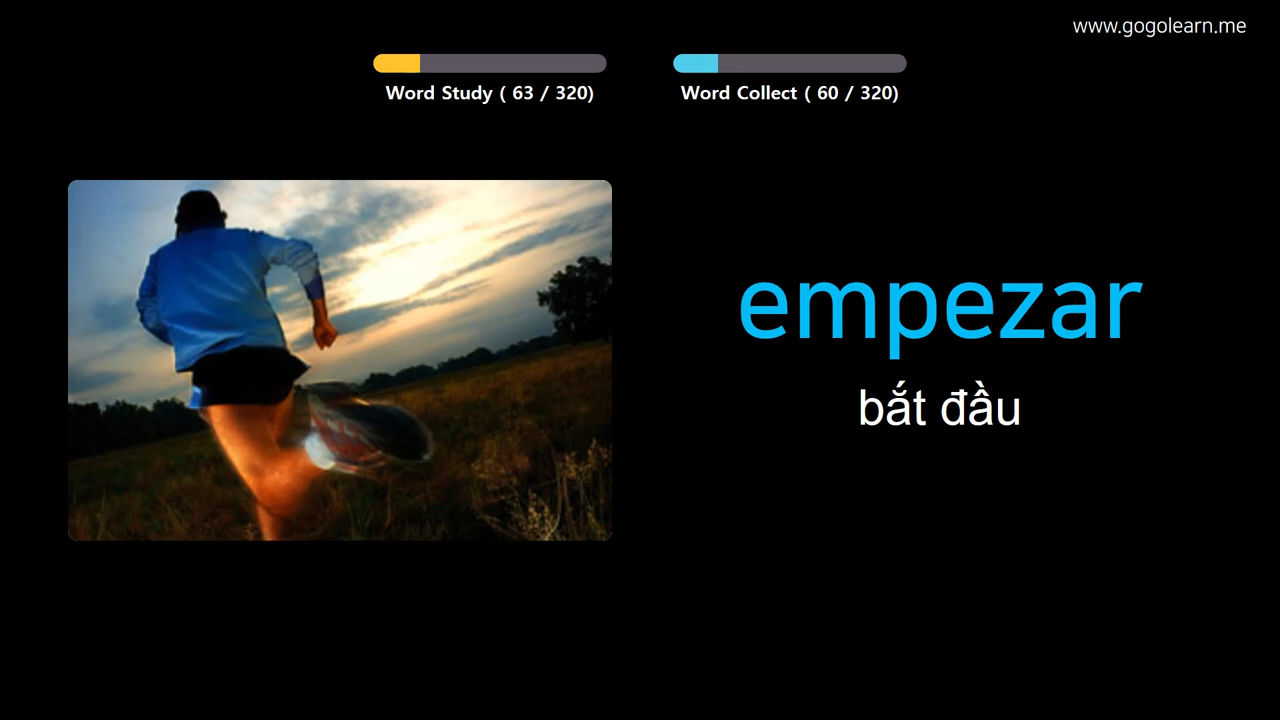 www.gogolearn.me
Word Study ( 63 / 320)
Word Collect ( 60 / 320)
empezar
bắt đầu